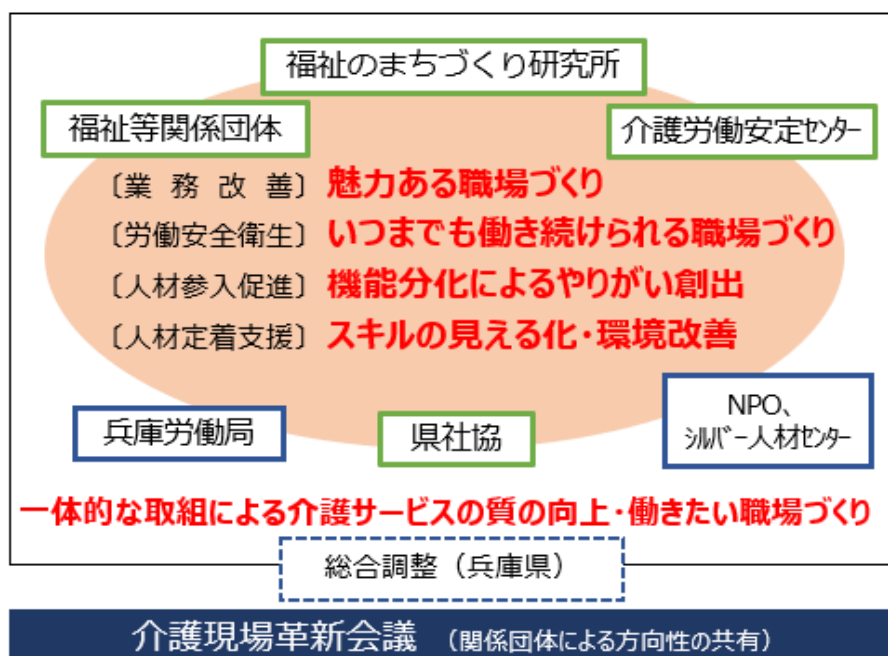 福祉のまちづくり研究所
福祉等関係団体
介護労働安定ｾﾝﾀｰ
〔業 務 改 善〕 魅力ある職場づくり
〔労働安全衛生〕 いつまでも働き続けられる職場づくり
〔人材参入促進〕 機能分化によるやりがい創出
〔人材定着支援〕 スキルの見える化・環境改善
兵庫労働局
県社協
NPO、
ｼﾙﾊﾞｰ人材ｾﾝﾀｰ
一体的な取組による介護サービスの質の向上・働きたい職場づくり
総合調整（兵庫県）
介護現場革新会議 （関係団体による方向性の共有）